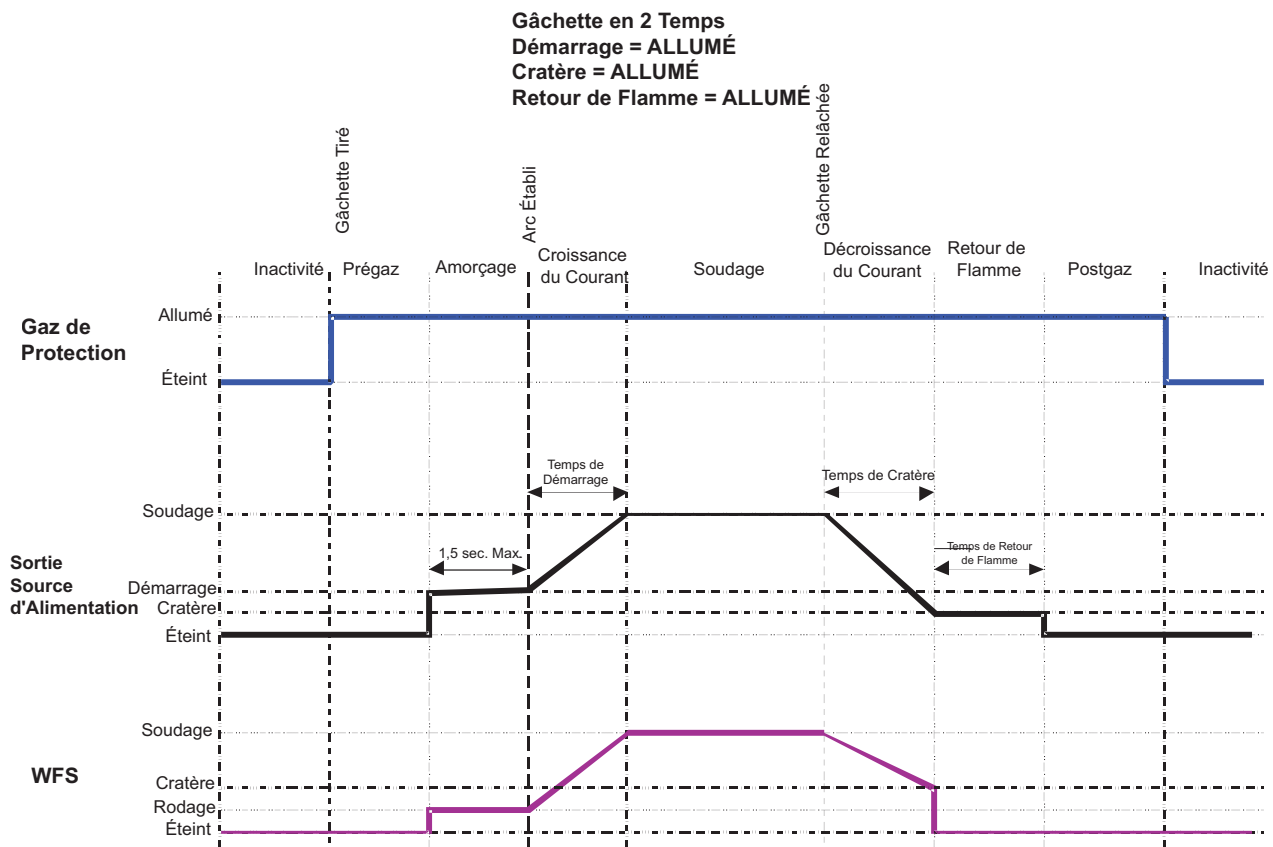 Gâchette en 2 Temps
Démarrage = ALLUMÉ
Cratère = ALLUMÉ
Retour de Flamme = ALLUMÉ
Gâchette Tiré
Arc Établi
Gâchette Relâchée
Inactivité
Prégaz
Amorçage
Croissance
du Courant
Soudage
Décroissance
du Courant
Retour de
Flamme
Postgaz
Inactivité
Gaz de
Protection
Allumé
Éteint
Temps de
Démarrage
Temps de Cratère
1,5 sec. Max.
Temps de Retour
de Flamme
Sortie
Source
d'Alimentation
Soudage
Démarrage
Cratère
Éteint
WFS
Soudage
Cratère
Rodage
Éteint